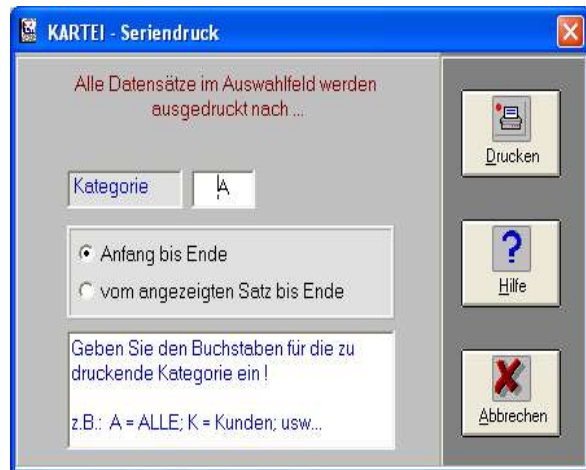 KARTEI - Seriendruck
Alle Datensätze im Auswahlfeld werden
ausgedruckt nach ...
Kategorie
A
Anfang bis Ende
vom angezeigten Satz bis Ende
Geben Sie den Buchstaben für die zu
druckende Kategorie ein !
z.B.: A = ALLE; K = Kunden; usw...
Drucken
Hilfe
Abbrechen